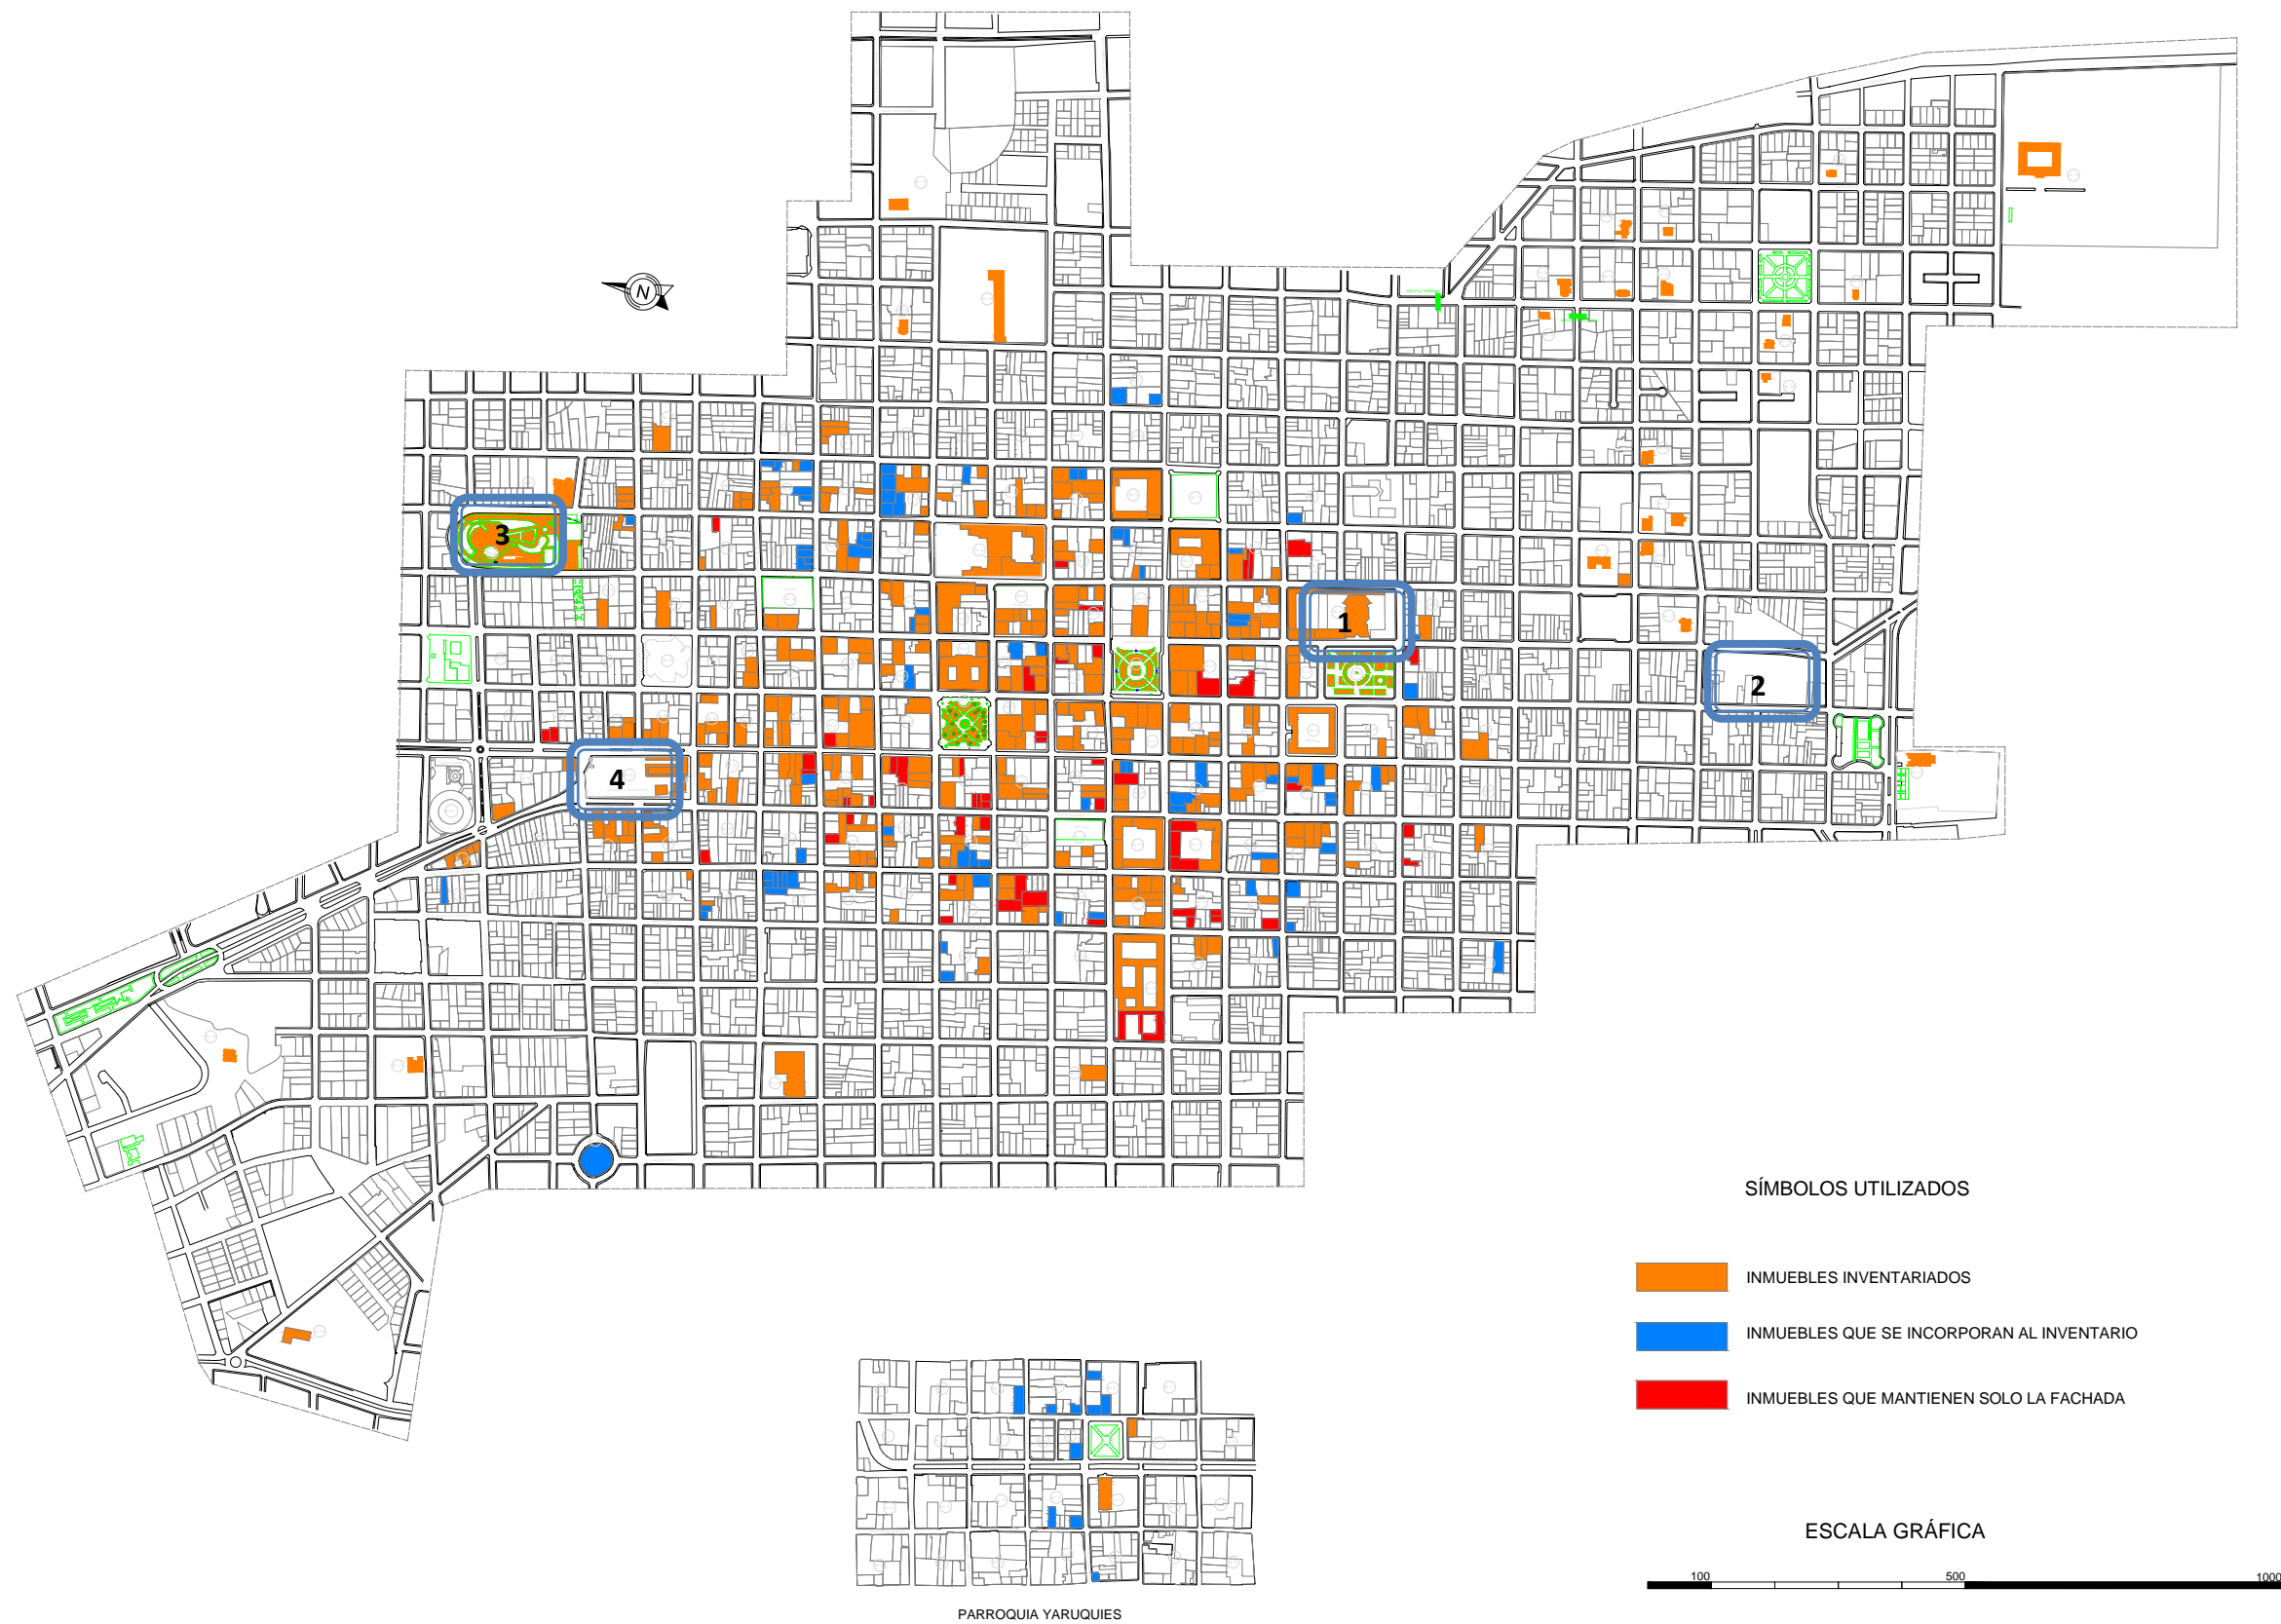 N
3
1
2
4
SÍMBOLOS UTILIZADOS
INMUEBLES INVENTARIADOS
INMUEBLES QUE SE INCORPORAN AL INVENTARIO
INMUEBLES QUE MANTIENEN SOLO LA FACHADA
ESCALA GRÁFICA
100 500 1000
PARROQUIA YARUQUIES